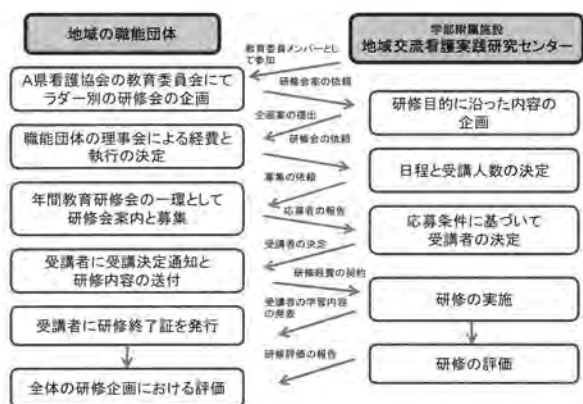 地域の職能団体
学部附属施設
地域交流看護実践研究センター
教育委員メンバーとし
て参加
A県看護協会の教育委員会にて
ラダー別の研修会の企画
研修会案の依頼
研修目的に沿った内容の
企画
企画案の提出
職能団体の理事会による経費と
執行の決定
研修会の依頼
日程と受講人数の決定
募集の依頼
年間教育研修会の一環として
研修会案内と募集
応募者の報告
応募条件に基づいて
受講者の決定
受講者の決定
受講者に受講決定通知と
研修内容の送付
研修経費の契約
研修の実施
受講者の学習内容
の発表
受講者に研修終了証を発行
研修評価の報告
研修の評価
全体の研修企画における評価